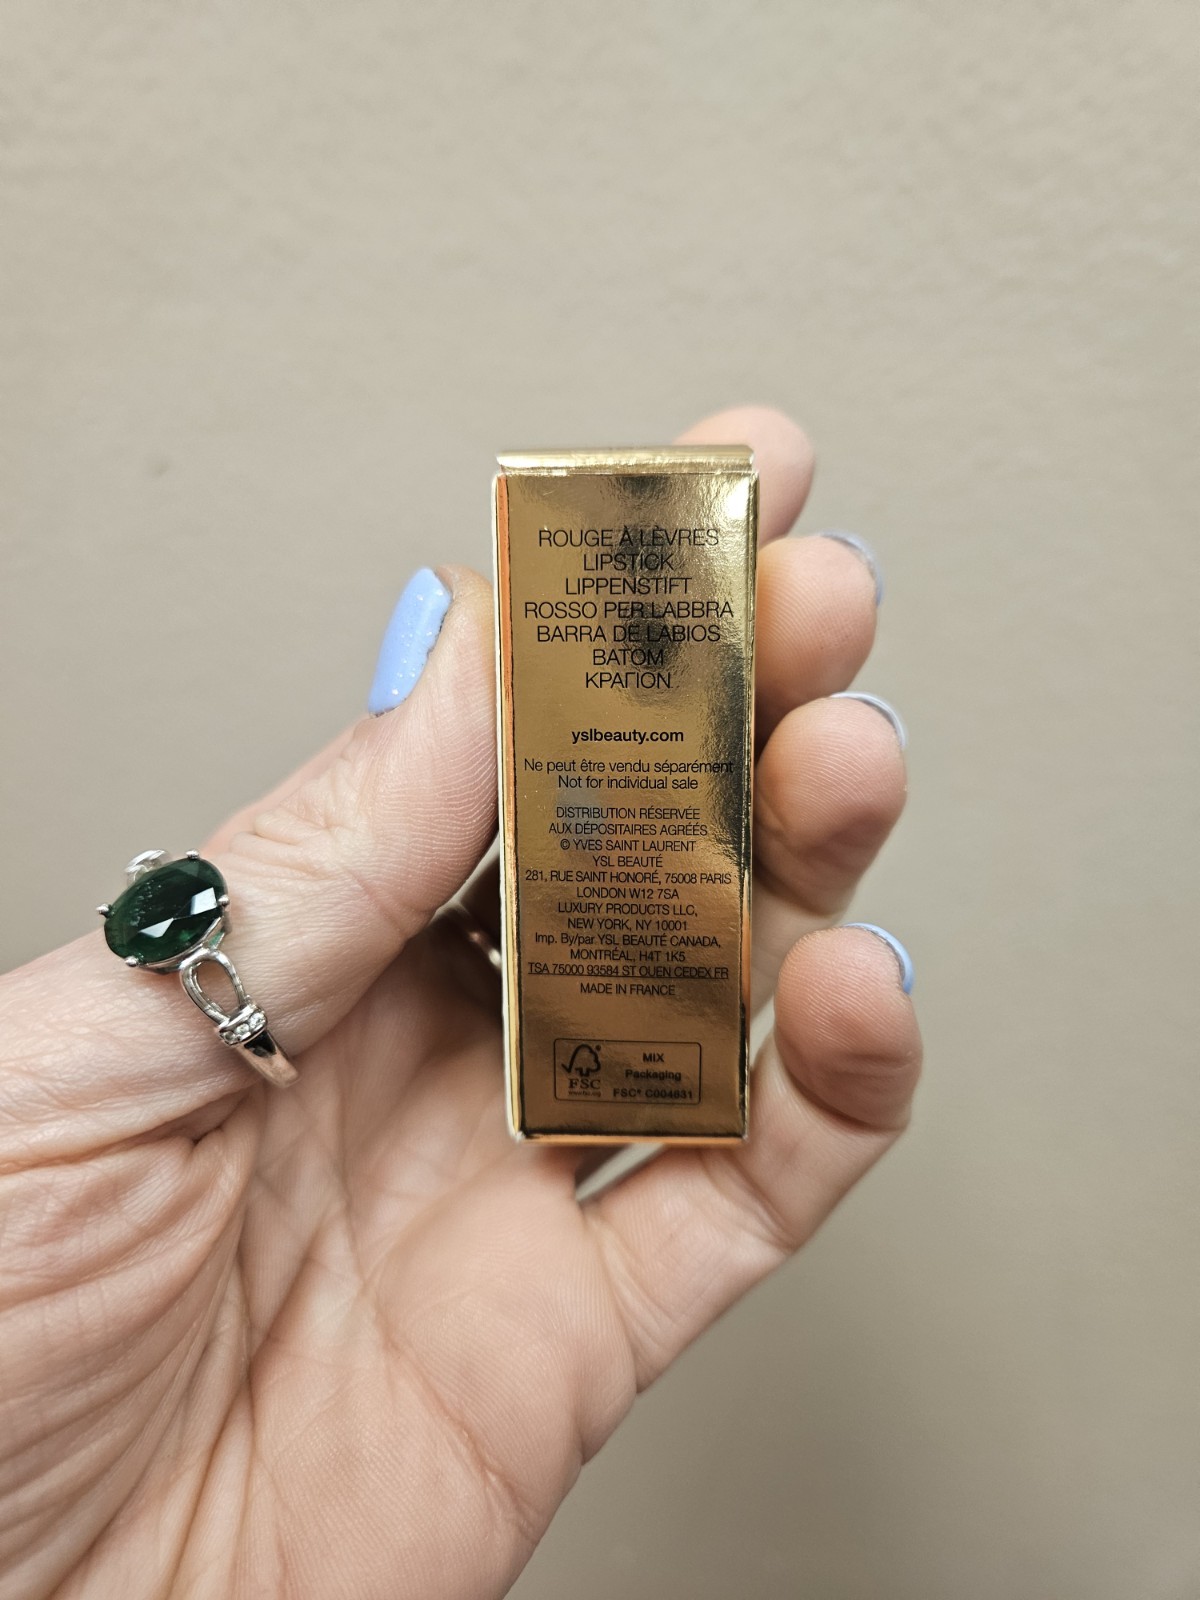 ROUGE À LÈVRES
LIPSTICK
LIPPENSTIFT
ROSSO PER LABBRA
BARRA DE LABIOS
BATOM
ΚΡΑΓΙΟΝ
yslbeauty.com
Ne peut être vendu séparément
Not for individual sale
DISTRIBUTION RÉSERVÉE
AUX DÉPOSITAIRES AGRÉÉS
© YVES SAINT LAURENT
YSL BEAUTÉ
281, RUE SAINT HONORÉ, 75008 PARIS
LONDON W12 7SA
LUXURY PRODUCTS LLC,
NEW YORK, NY 10001
Imp. By/par YSL BEAUTÉ CANADA,
MONTRÉAL, H4T 1K5
TSA 75000 93584 ST OUEN CEDEX FR
MADE IN FRANCE
FSC
MIX
Packaging
FSC® C004931